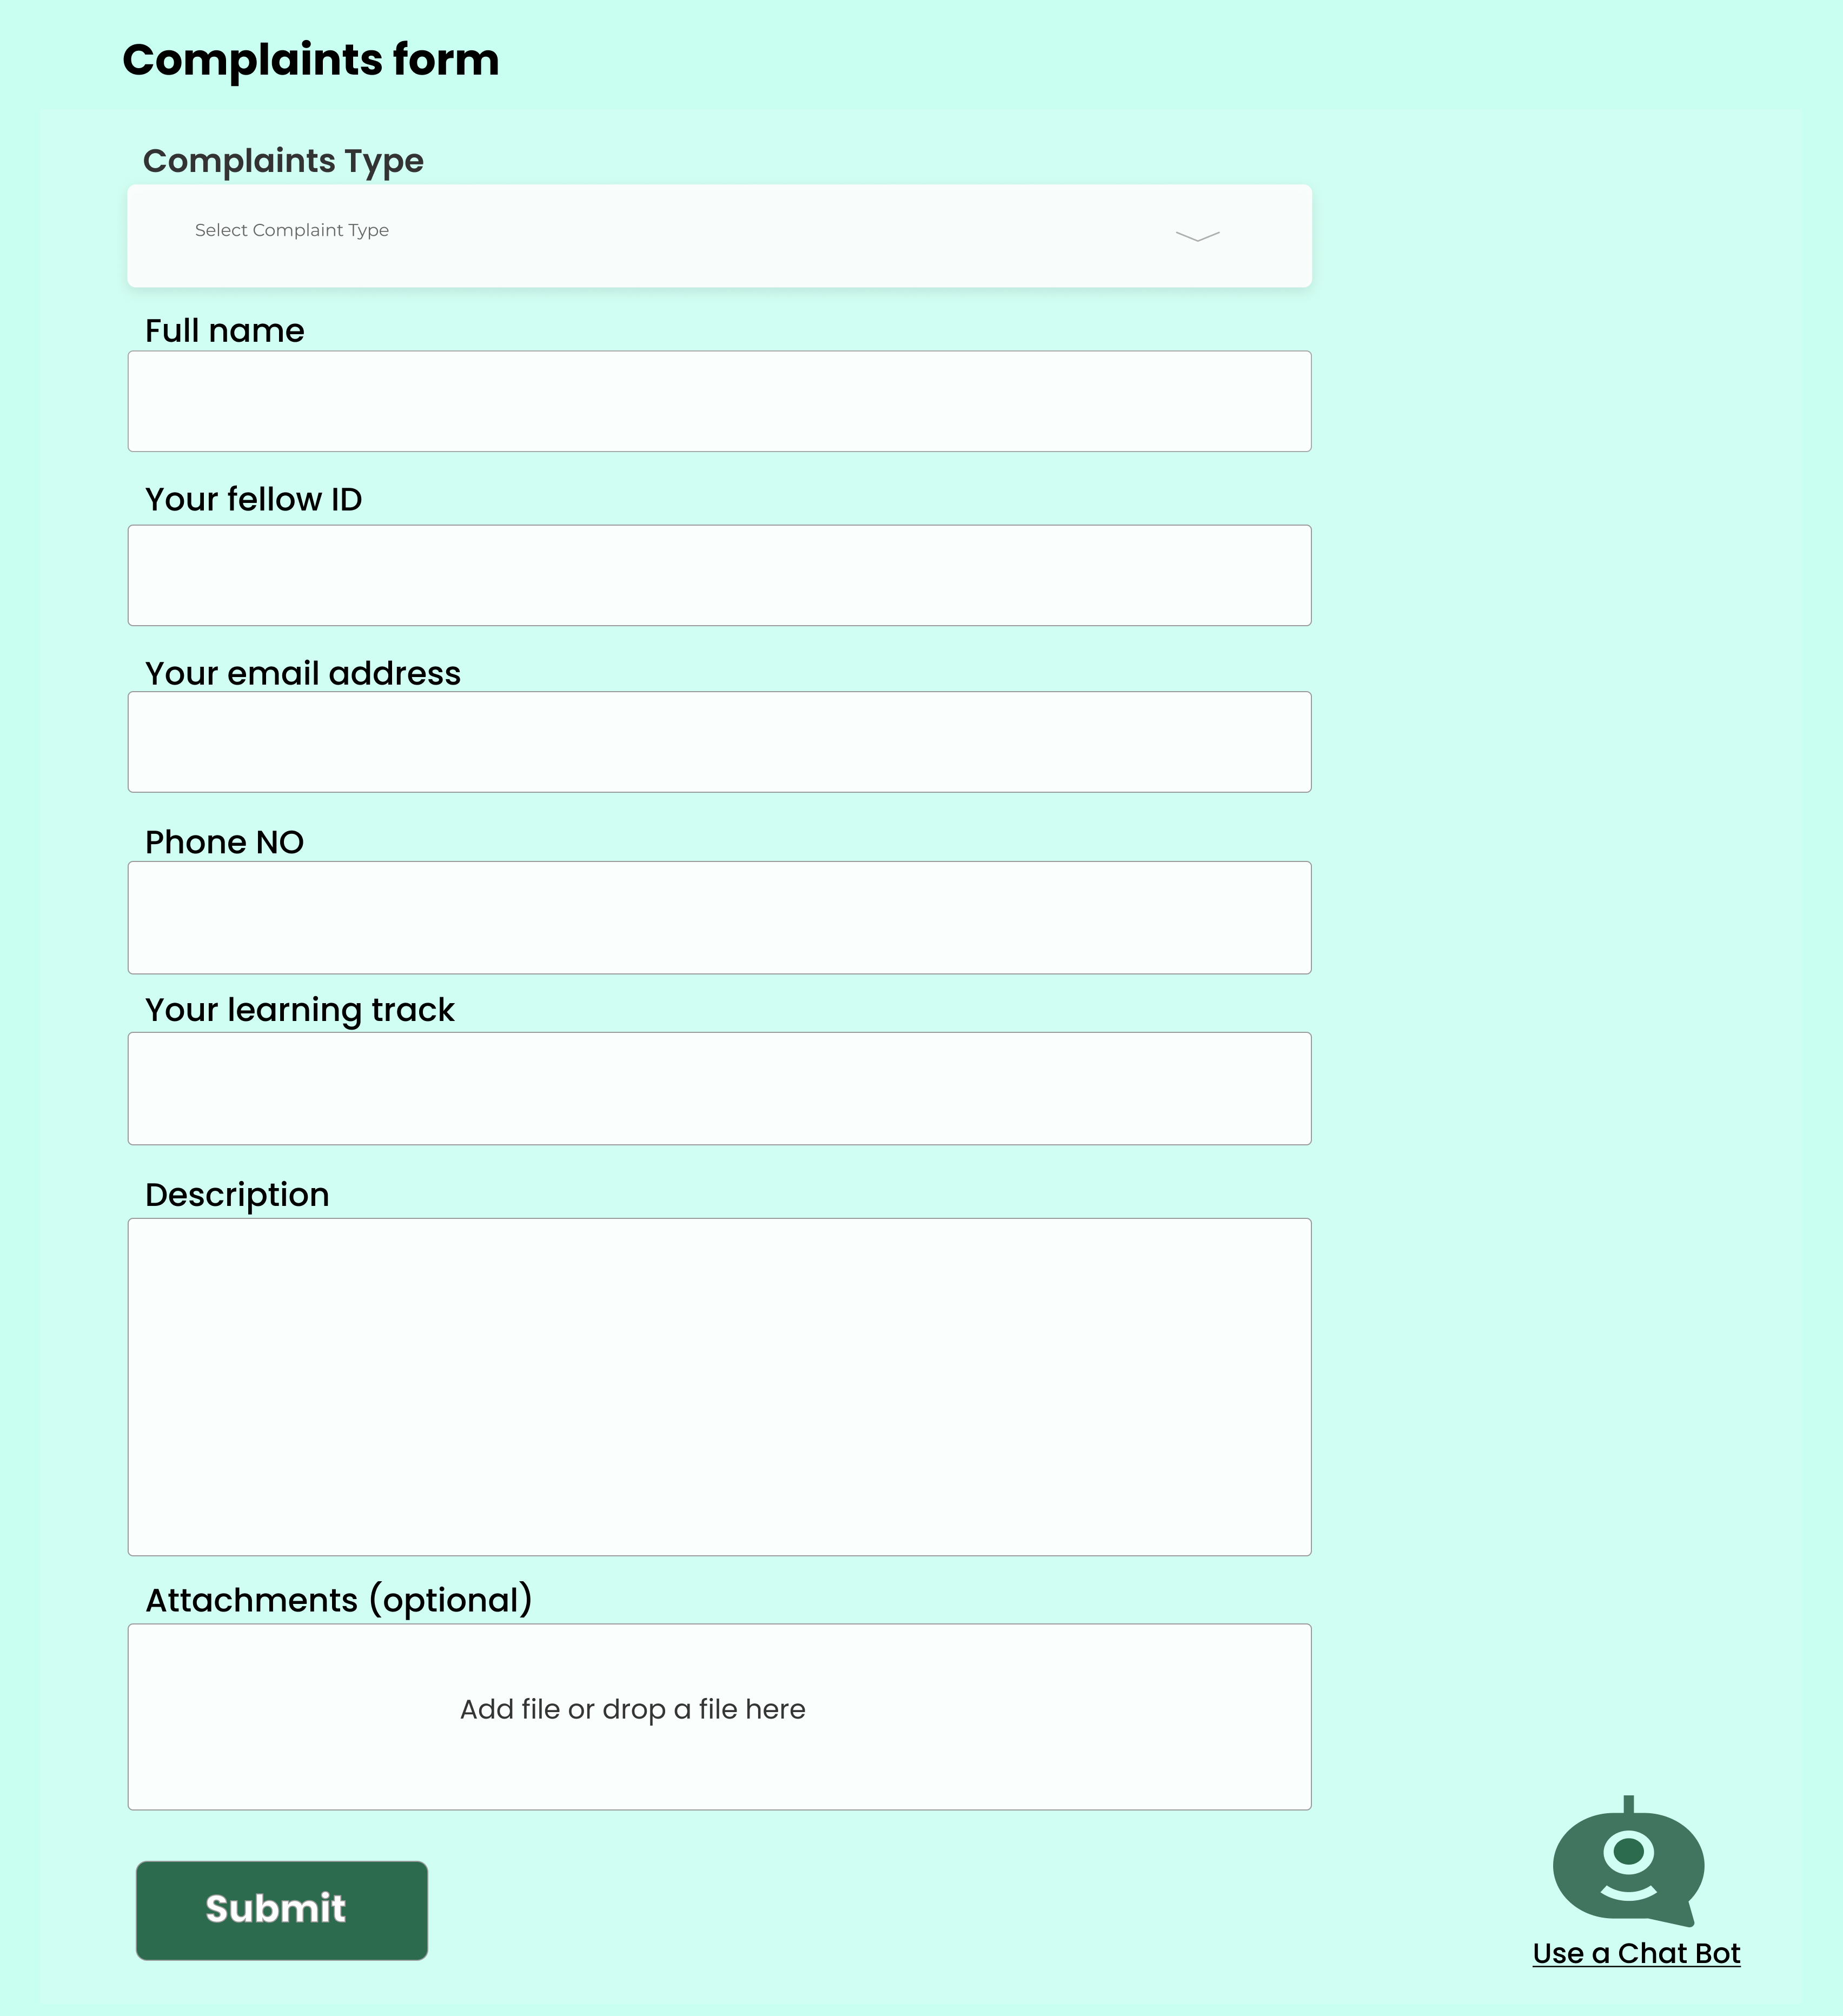 Complaints form
Complaints Type
Select Complaint Type
Full name
Your fellow ID
Your email address
Phone NO
Your learning track
Description
Attachments (optional)
Add file or drop a file here
Submit
Use a Chat Bot